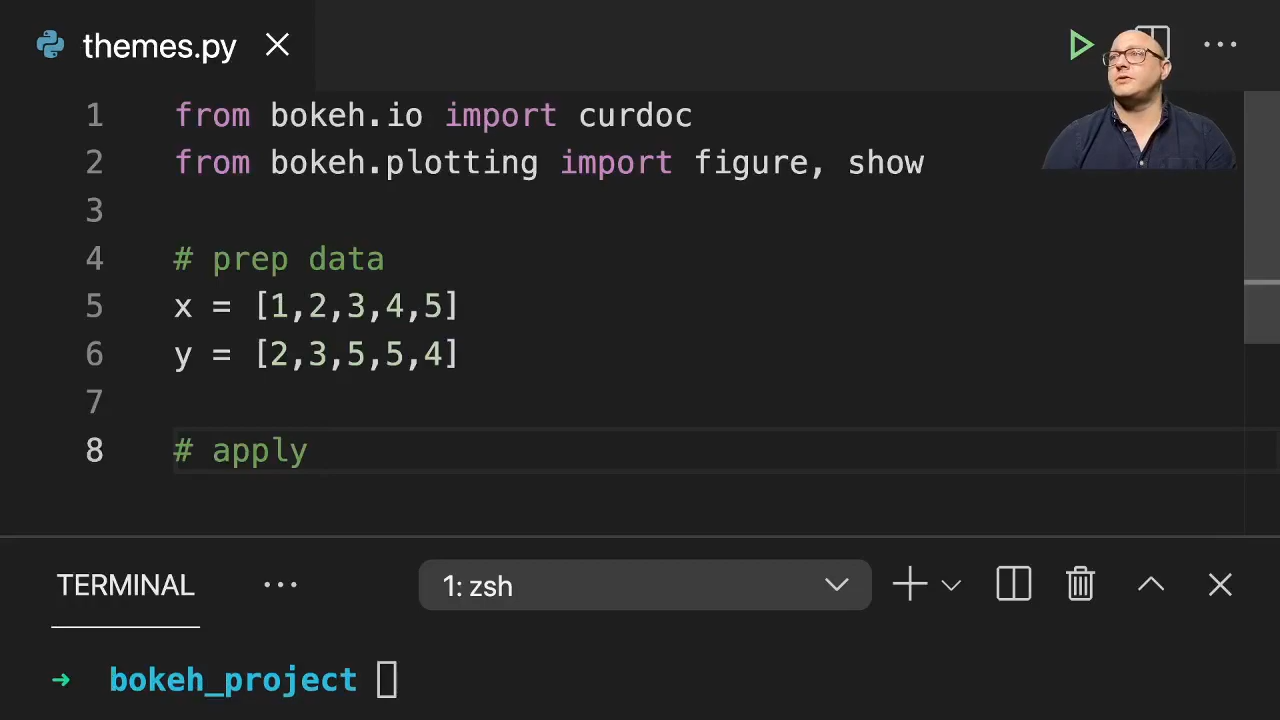 themes.py
1 from bokeh.io import curdoc
2 from bokeh.plotting import figure, show
3
4 # prep data
5 x = [1,2,3,4,5]
6 y = [2,3,5,5,4]
7
8 # apply
TERMINAL ··· 1: zsh
→ bokeh_project